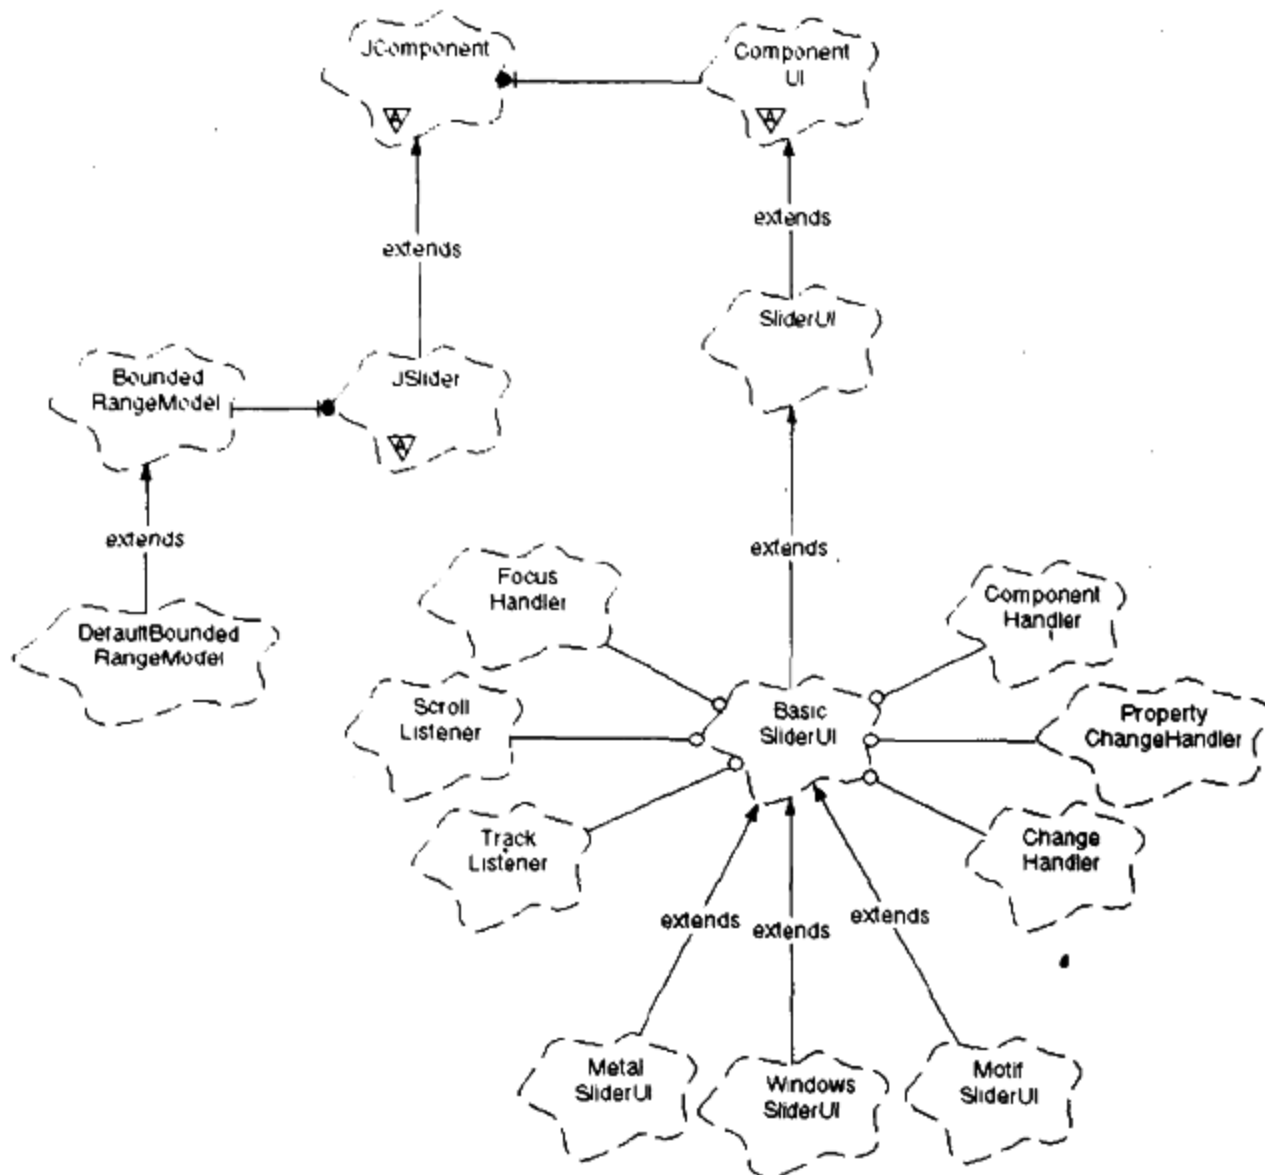 JComponent
Component
UI
A
A
extends
extends
SliderUI
Bounded
RangeModel
JSlider
A
extends
extends
Focus
Handler
Component
Handler
DefaultBounded
RangeModel
Scroll
Listener
Basic
SliderUI
Property
ChangeHandler
Track
Listener
Change
Handler
extends
extends
extends
Metal
SliderUI
Windows
SliderUI
Motif
SliderUI